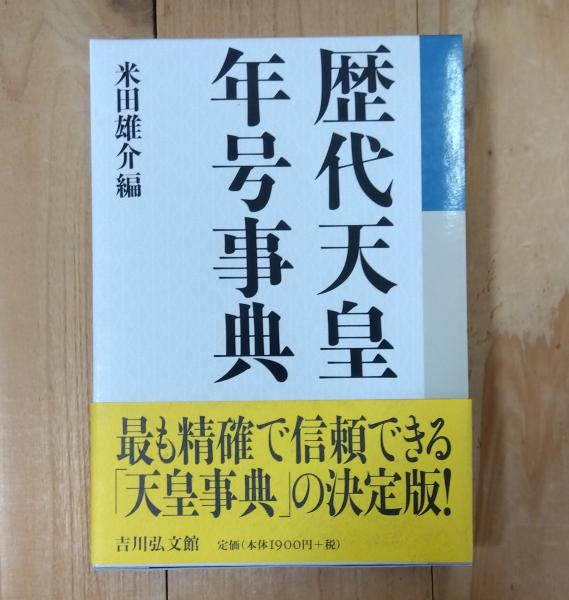 歴代天皇
年号事典
米田雄介編
最も精確で信頼できる
「天皇事典」の決定版!
吉川弘文館 定価(本体1900円+税)